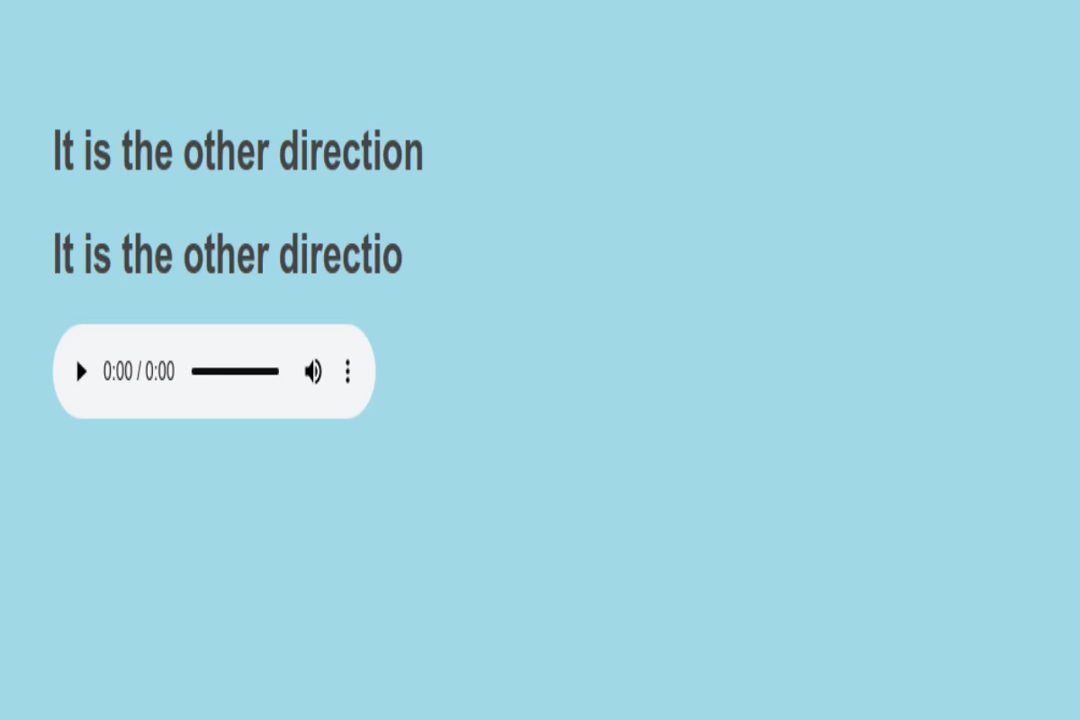 It is the other direction
It is the other directio
0:00 / 0:00